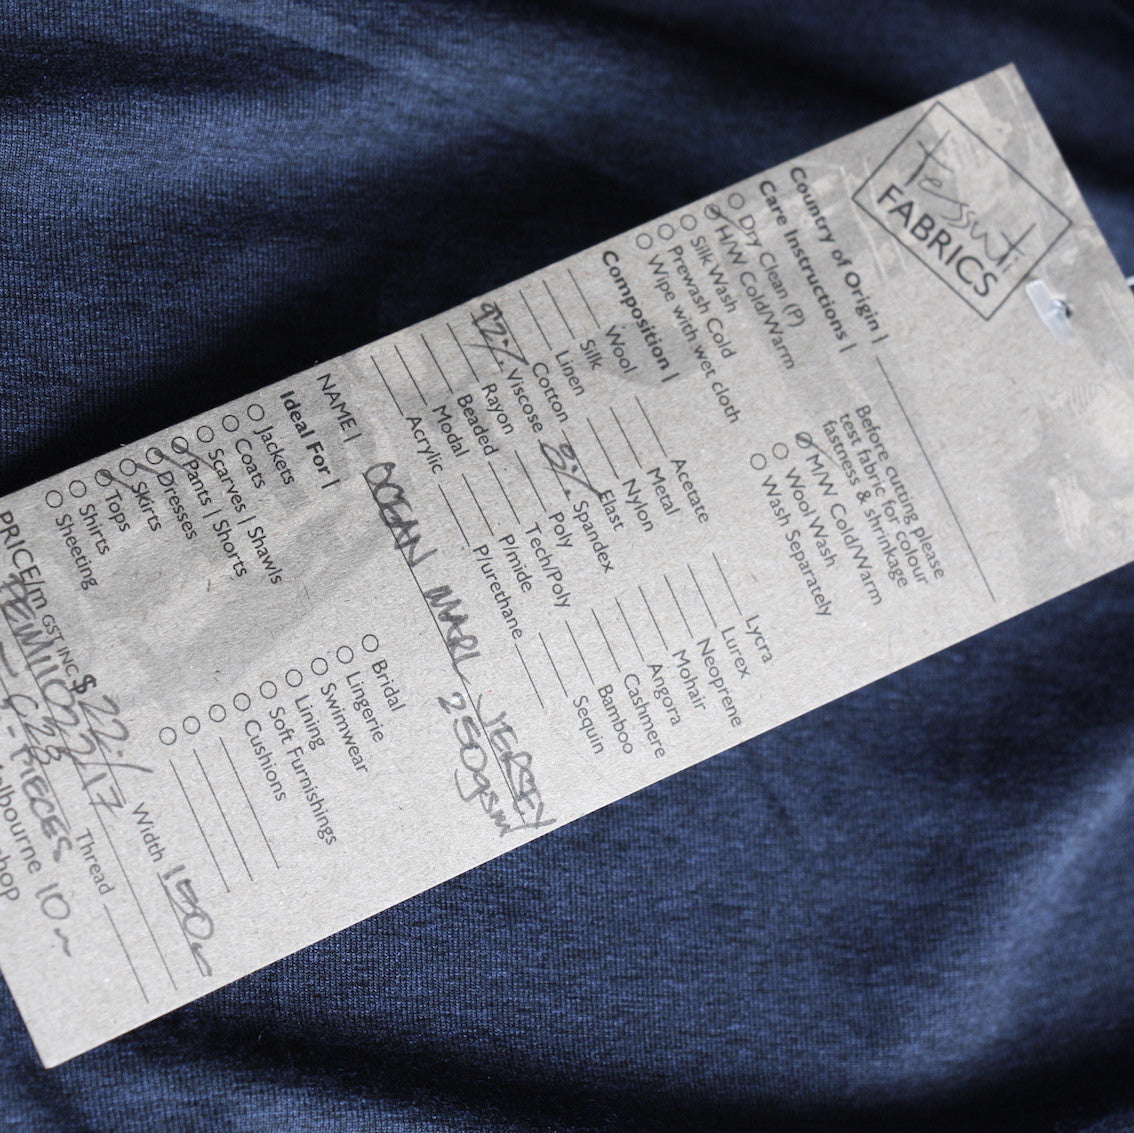 tessuti
FABRICS
Country of Origin |
Care Instructions |
Dry Clean (P)
H/W Cold/Warm
Silk Wash
Prewash Cold
Wipe with wet cloth
Before cutting please
test fabric for colour
fastness & shrinkage
M/W Cold/Warm
Wool Wash
Wash Separately
Composition |
Wool
Silk
Linen
Cotton
92% Viscose
Rayon
Beaded
Modal
Acrylic
Acetate
Metal
Nylon
Elast
8% Spandex
Poly
Tech/Poly
P/mide
P/urethane
Lycra
Lurex
Neoprene
Mohair
Angora
Cashmere
Bamboo
Sequin
NAME | OCEAN MARL JERSEY
250gsm
Ideal For |
Jackets
Coats
Scarves | Shawls
Pants | Shorts
Dresses
Skirts
Tops
Shirts
Sheeting
Bridal
Lingerie
Swimwear
Lining
Soft Furnishings
Cushions
PRICE/m GST INC $ 22.- Width 150
Thread
PIECES 10